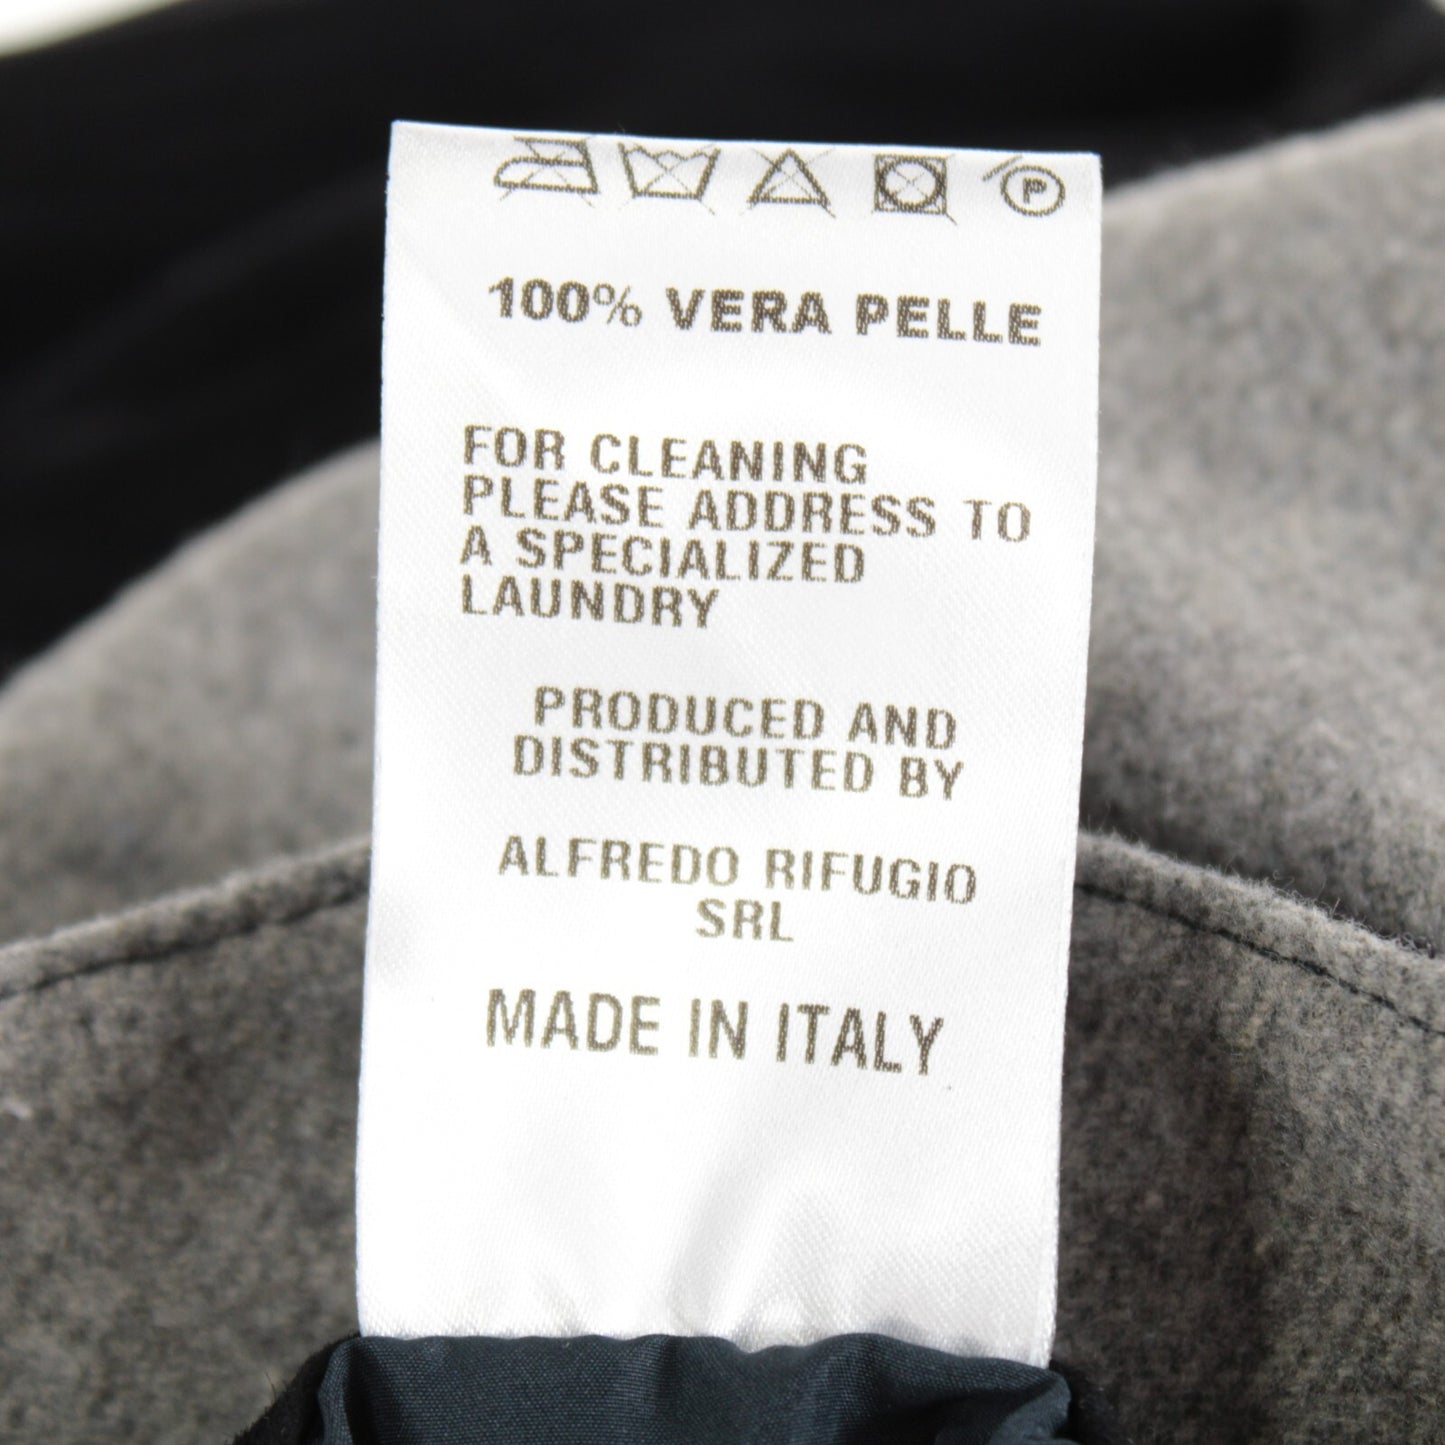 P
100% VERA PELLE
FOR CLEANING
PLEASE ADDRESS TO
A SPECIALIZED
LAUNDRY
PRODUCED AND
DISTRIBUTED BY
ALFREDO RIFUGIO
SRL
MADE IN ITALY